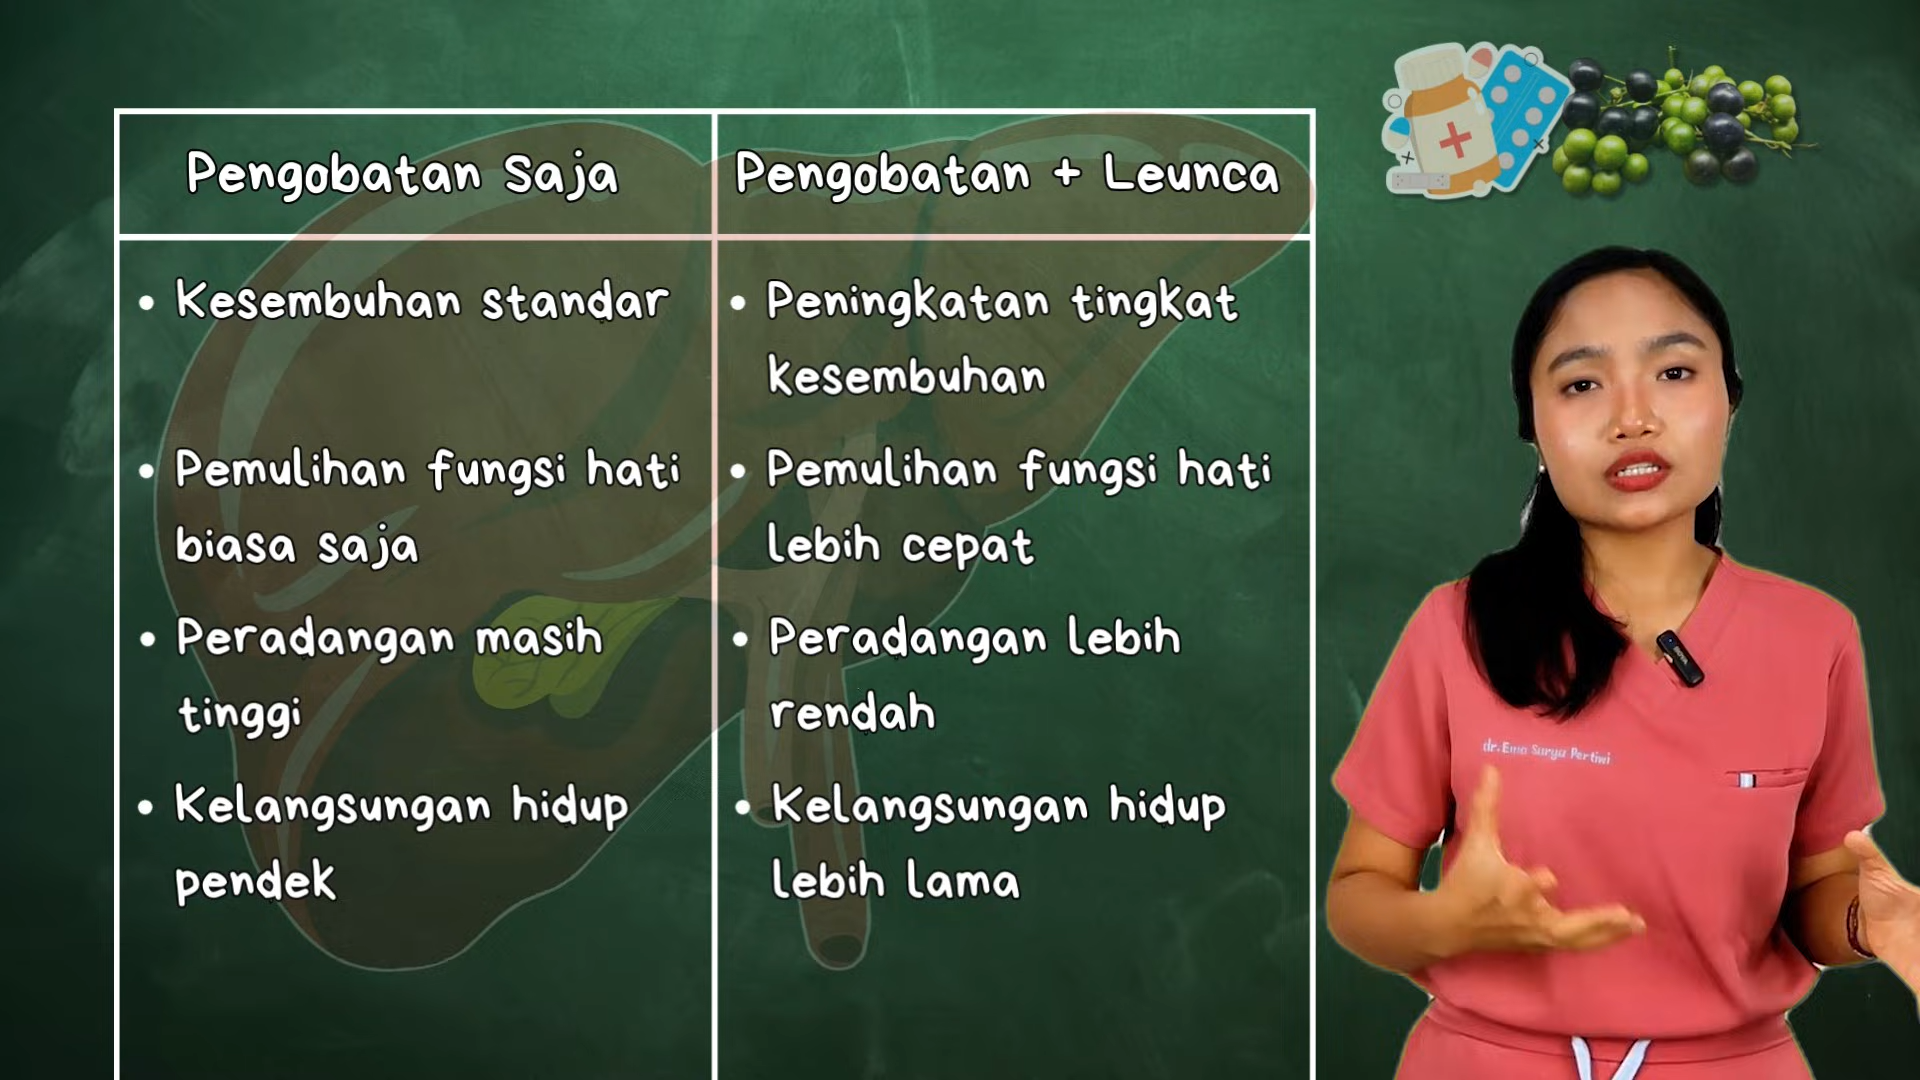 Pengobatan Saja
Pengobatan + Leunca
• Kesembuhan standar
• Pemulihan fungsi hati
biasa saja
• Peradangan masih
tinggi
• Kelangsungan hidup
pendek
• Peningkatan tingkat
kesembuhan
• Pemulihan fungsi hati
lebih cepat
• Peradangan lebih
rendah
• Kelangsungan hidup
lebih lama
dr. Ema Surya Pertiwi